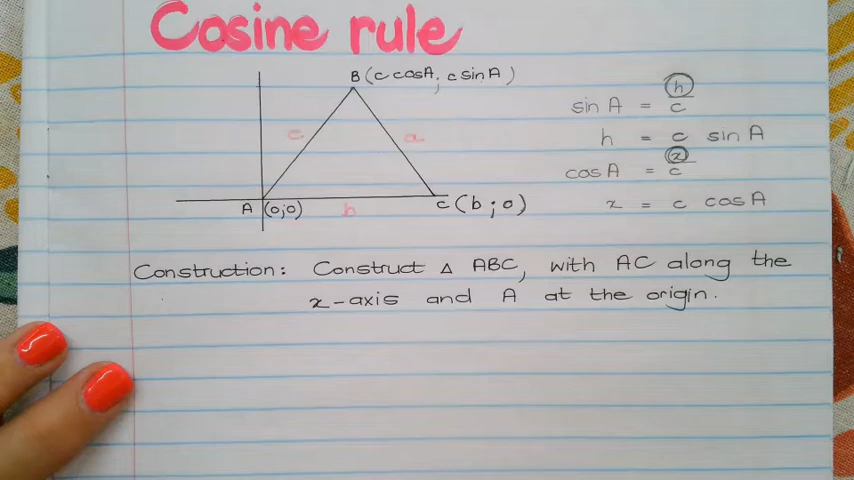 Cosine rule
B (c cosA ; c sinA)
c
a
A (0;0)
b
C (b ; 0)
sin A = h/c
h = c sin A
cos A = x/c
x = c cos A
Construction: Construct Δ ABC, with AC along the
x-axis and A at the origin.